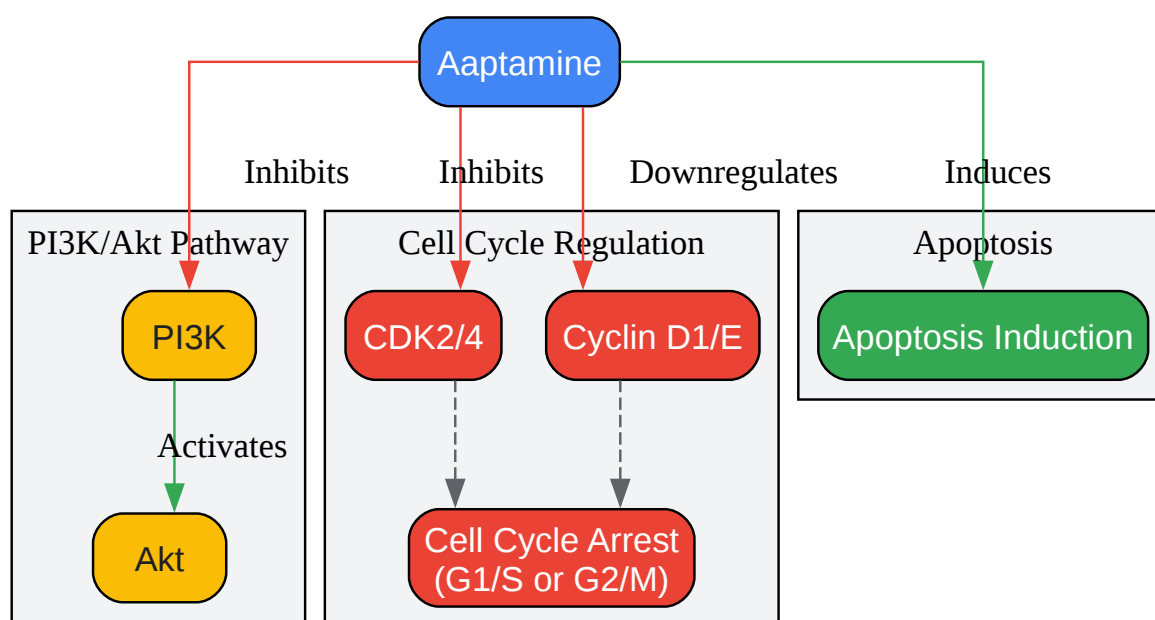 Aaptamine
Inhibits
Inhibits
Downregulates
Induces
PI3K/Akt Pathway
Cell Cycle Regulation
Apoptosis
PI3K
CDK2/4
Cyclin D1/E
Apoptosis Induction
Activates
Akt
Cell Cycle Arrest
(G1/S or G2/M)